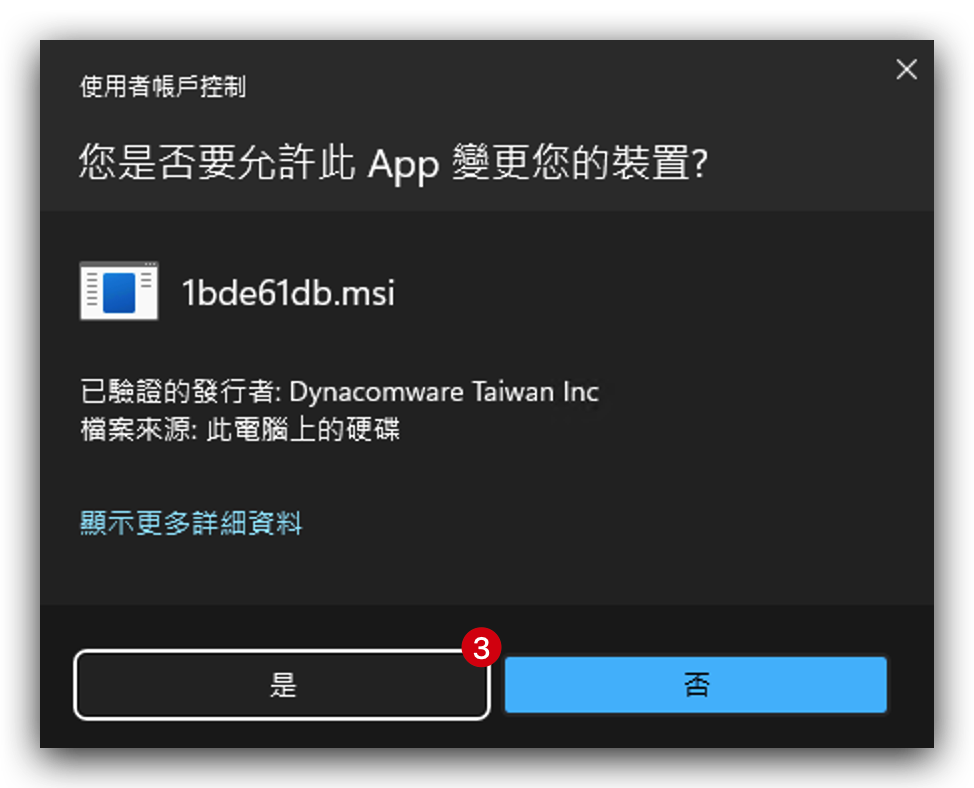 使用者帳戶控制
您是否要允許此 App 變更您的裝置?
1bde61db.msi
已驗證的發行者: Dynacomware Taiwan Inc
檔案來源: 此電腦上的硬碟
顯示更多詳細資料
3
是
否